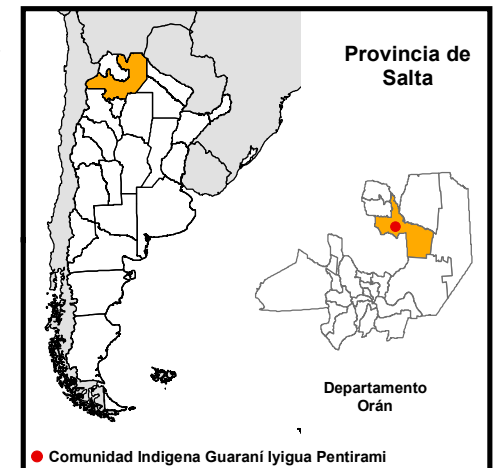 Provincia de
Salta
Departamento
Orán
Comunidad Indigena Guaraní Iyigua Pentirami